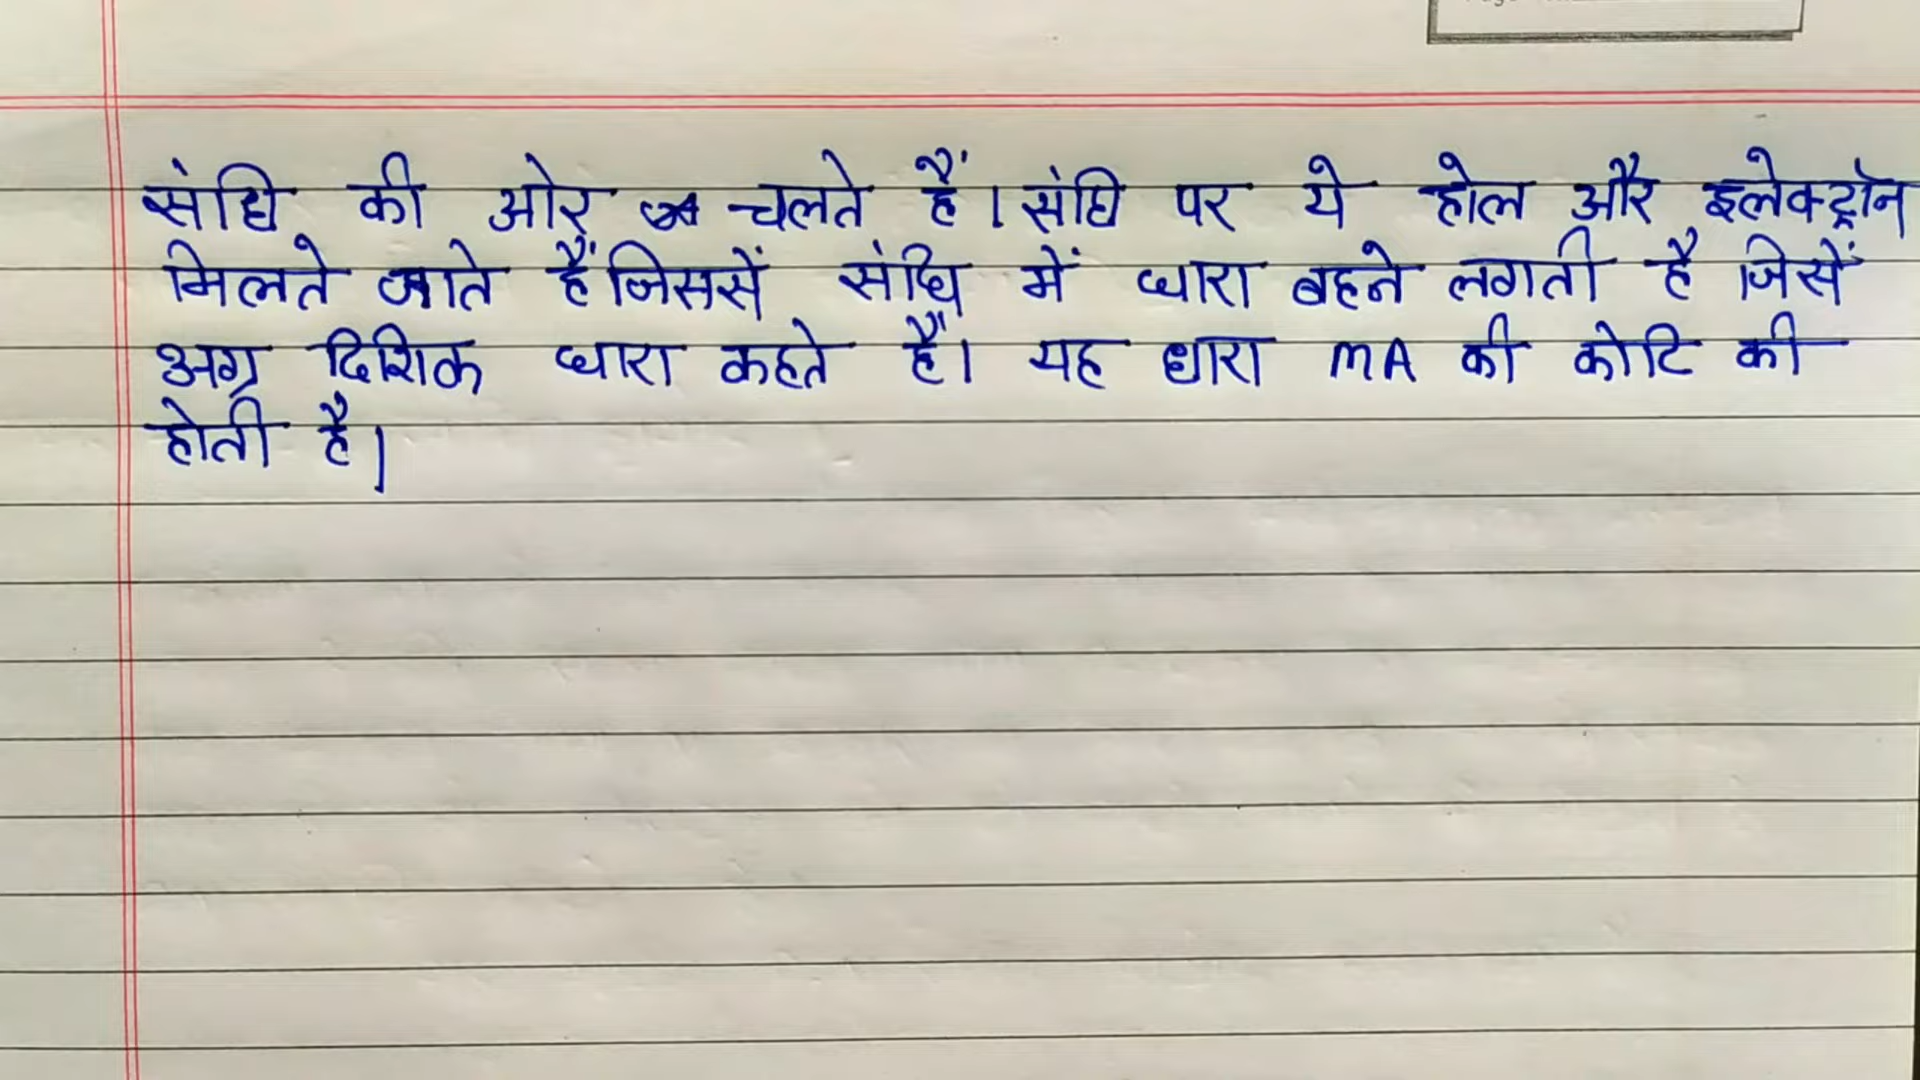 संधि की ओर चलते हैं। संधि पर ये होल और इलेक्ट्रॉन
मिलते जाते हैं जिससें संधि में धारा बहने लगती है जिसें
अग्र दिशिक धारा कहते हैं। यह धारा mA की कोटि की
होती है।